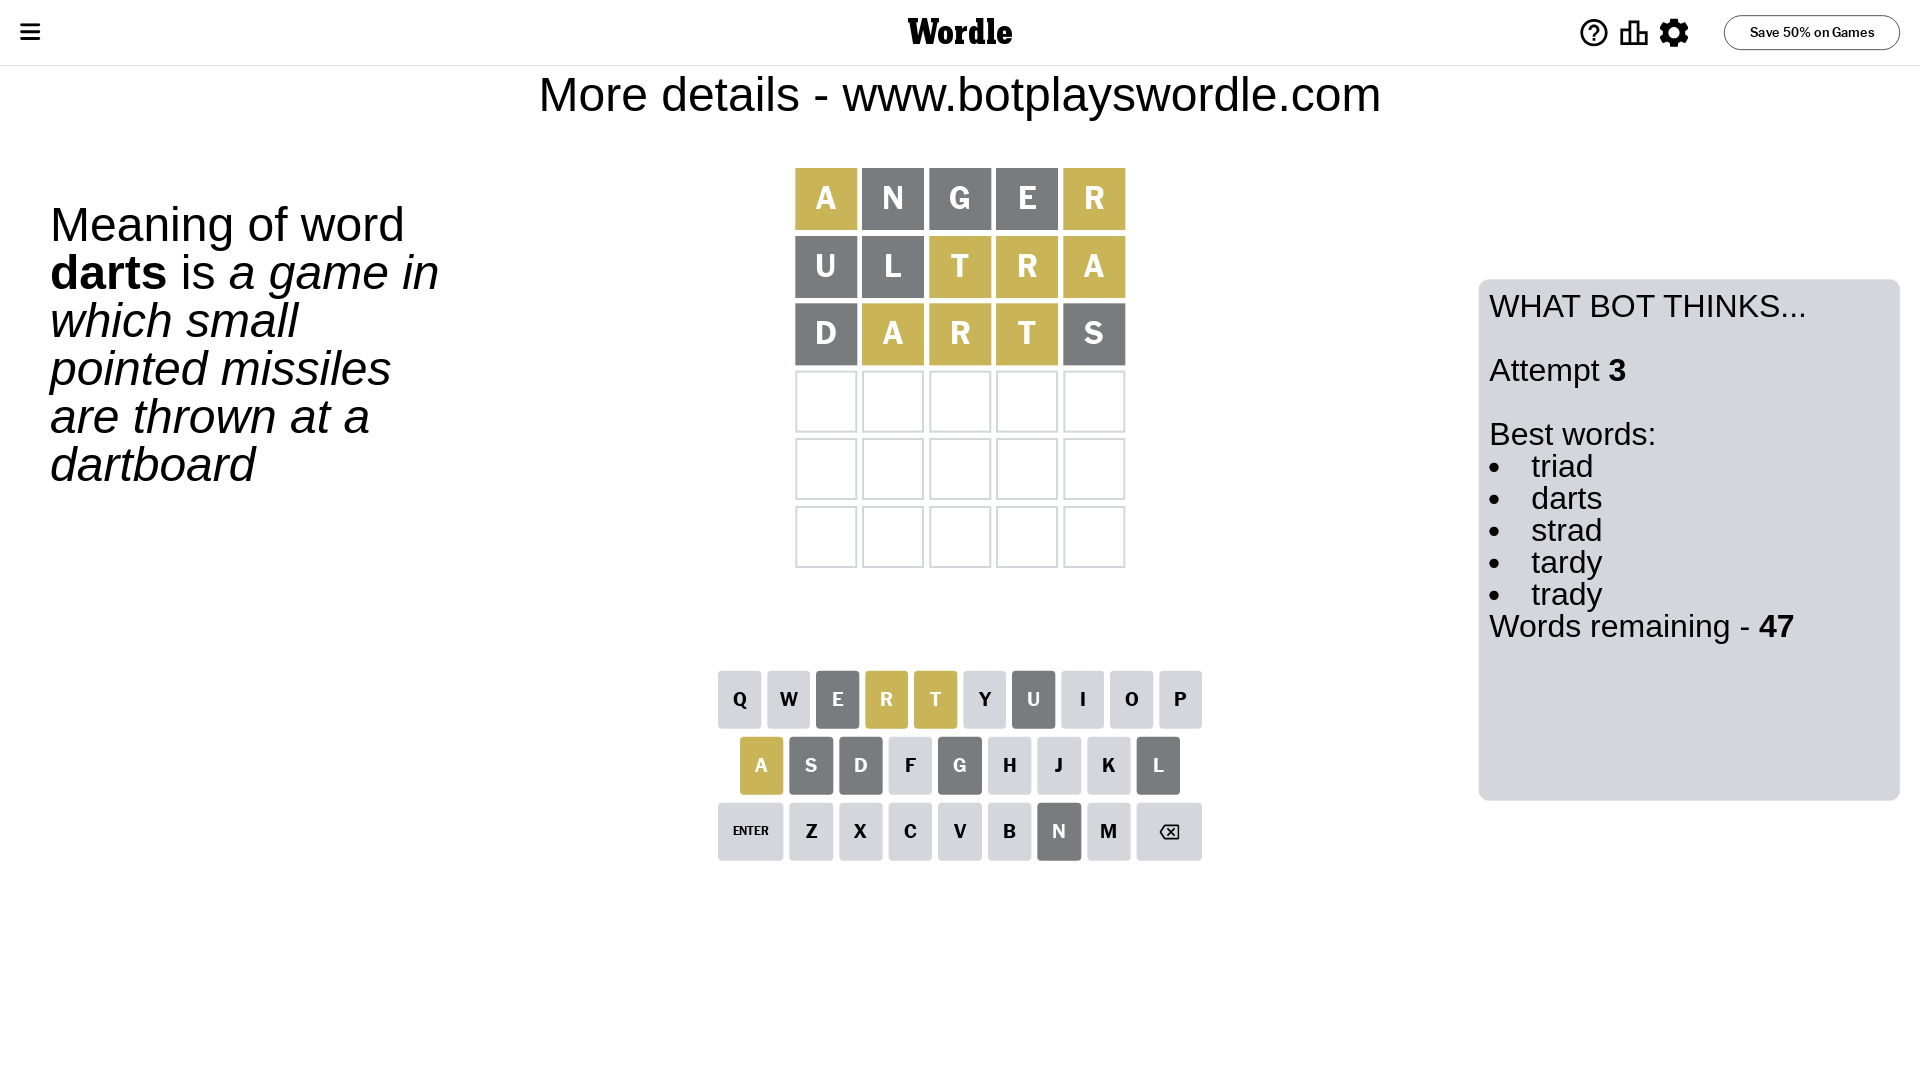 Wordle
Save 50% on Games
More details - www.botplayswordle.com
Meaning of word
darts is a game in
which small
pointed missiles
are thrown at a
dartboard
A N G E R
U L T R A
D A R T S
WHAT BOT THINKS...
Attempt 3
Best words:
• triad
• darts
• strad
• tardy
• trady
Words remaining - 47
Q W E R T Y U I O P
A S D F G H J K L
ENTER Z X C V B N M